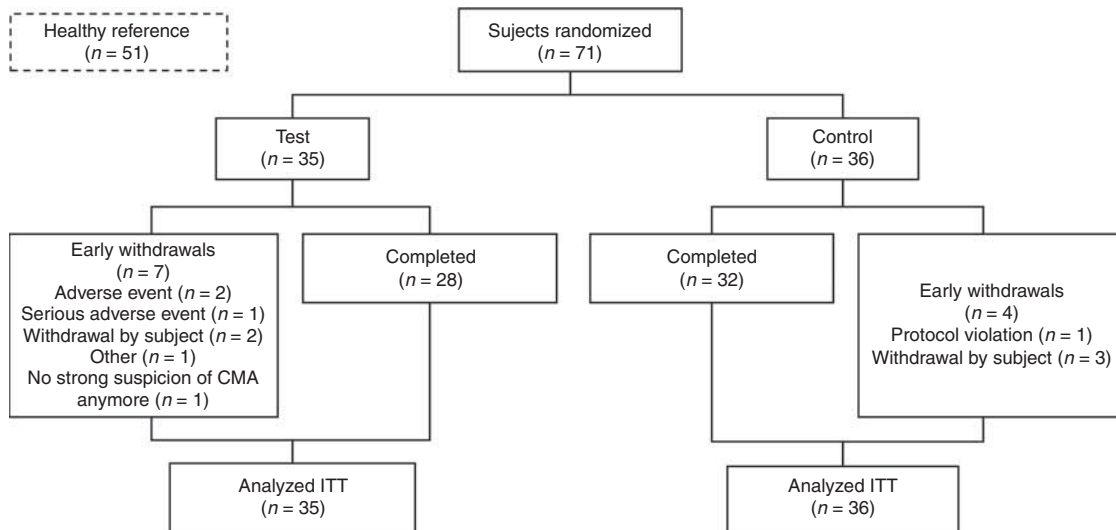 Healthy reference
(n = 51)
Sujects randomized
(n = 71)
Test
(n = 35)
Control
(n = 36)
Early withdrawals
(n = 7)
Adverse event (n = 2)
Serious adverse event (n = 1)
Withdrawal by subject (n = 2)
Other (n = 1)
No strong suspicion of CMA
anymore (n = 1)
Completed
(n = 28)
Completed
(n = 32)
Early withdrawals
(n = 4)
Protocol violation (n = 1)
Withdrawal by subject (n = 3)
Analyzed ITT
(n = 35)
Analyzed ITT
(n = 36)